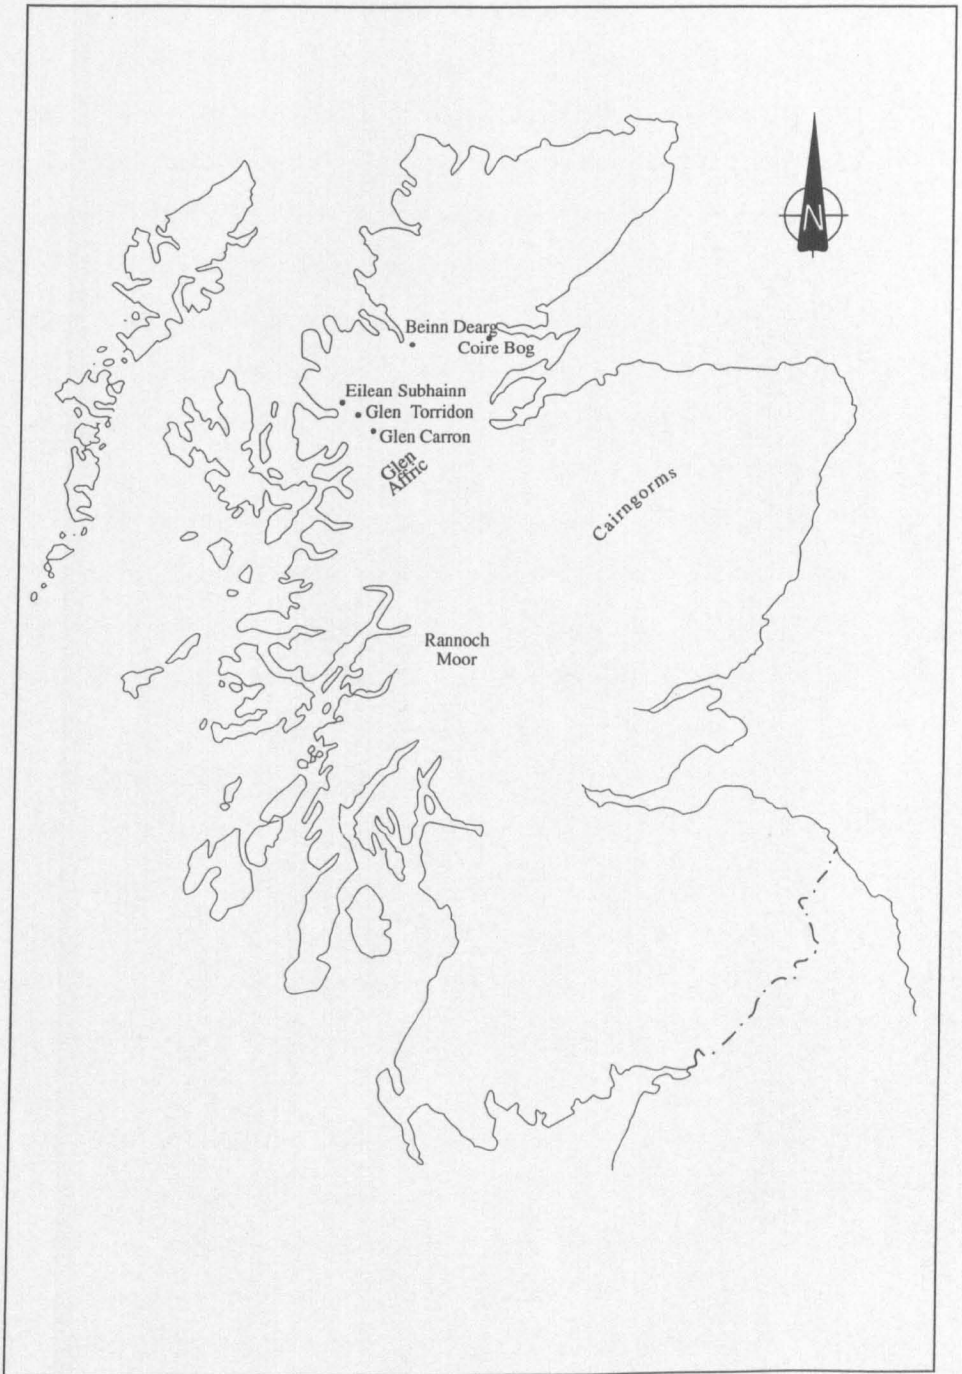 N
Beinn Dearg
Coire Bog
Eilean Subhainn
Glen Torridon
Glen Carron
Glen
Affric
Cairngorms
Rannoch
Moor